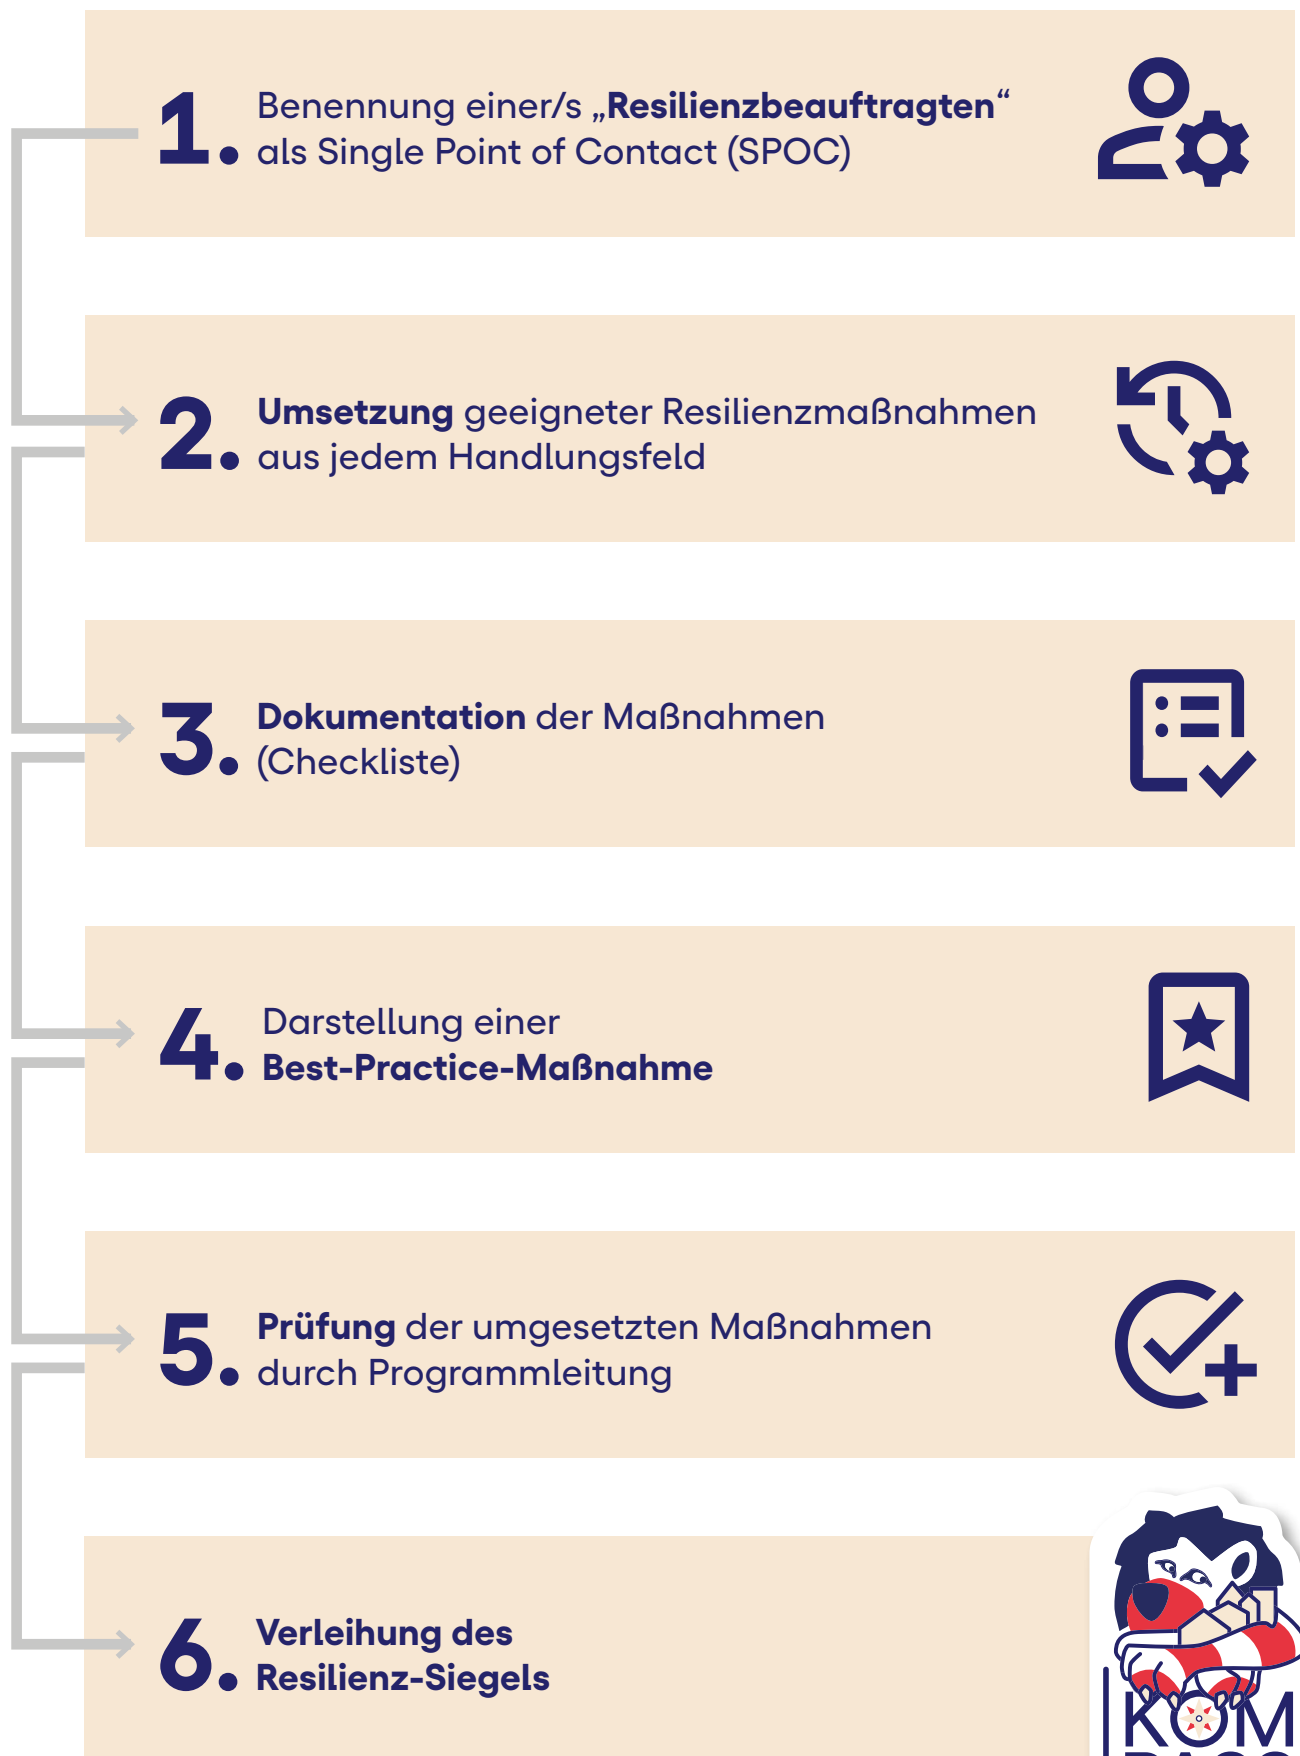 1. Benennung einer/s „Resilienzbeauftragten“
als Single Point of Contact (SPOC)
2. Umsetzung geeigneter Resilienzmaßnahmen
aus jedem Handlungsfeld
3. Dokumentation der Maßnahmen
(Checkliste)
4. Darstellung einer
Best-Practice-Maßnahme
5. Prüfung der umgesetzten Maßnahmen
durch Programmleitung
6. Verleihung des
Resilienz-Siegels
KOM